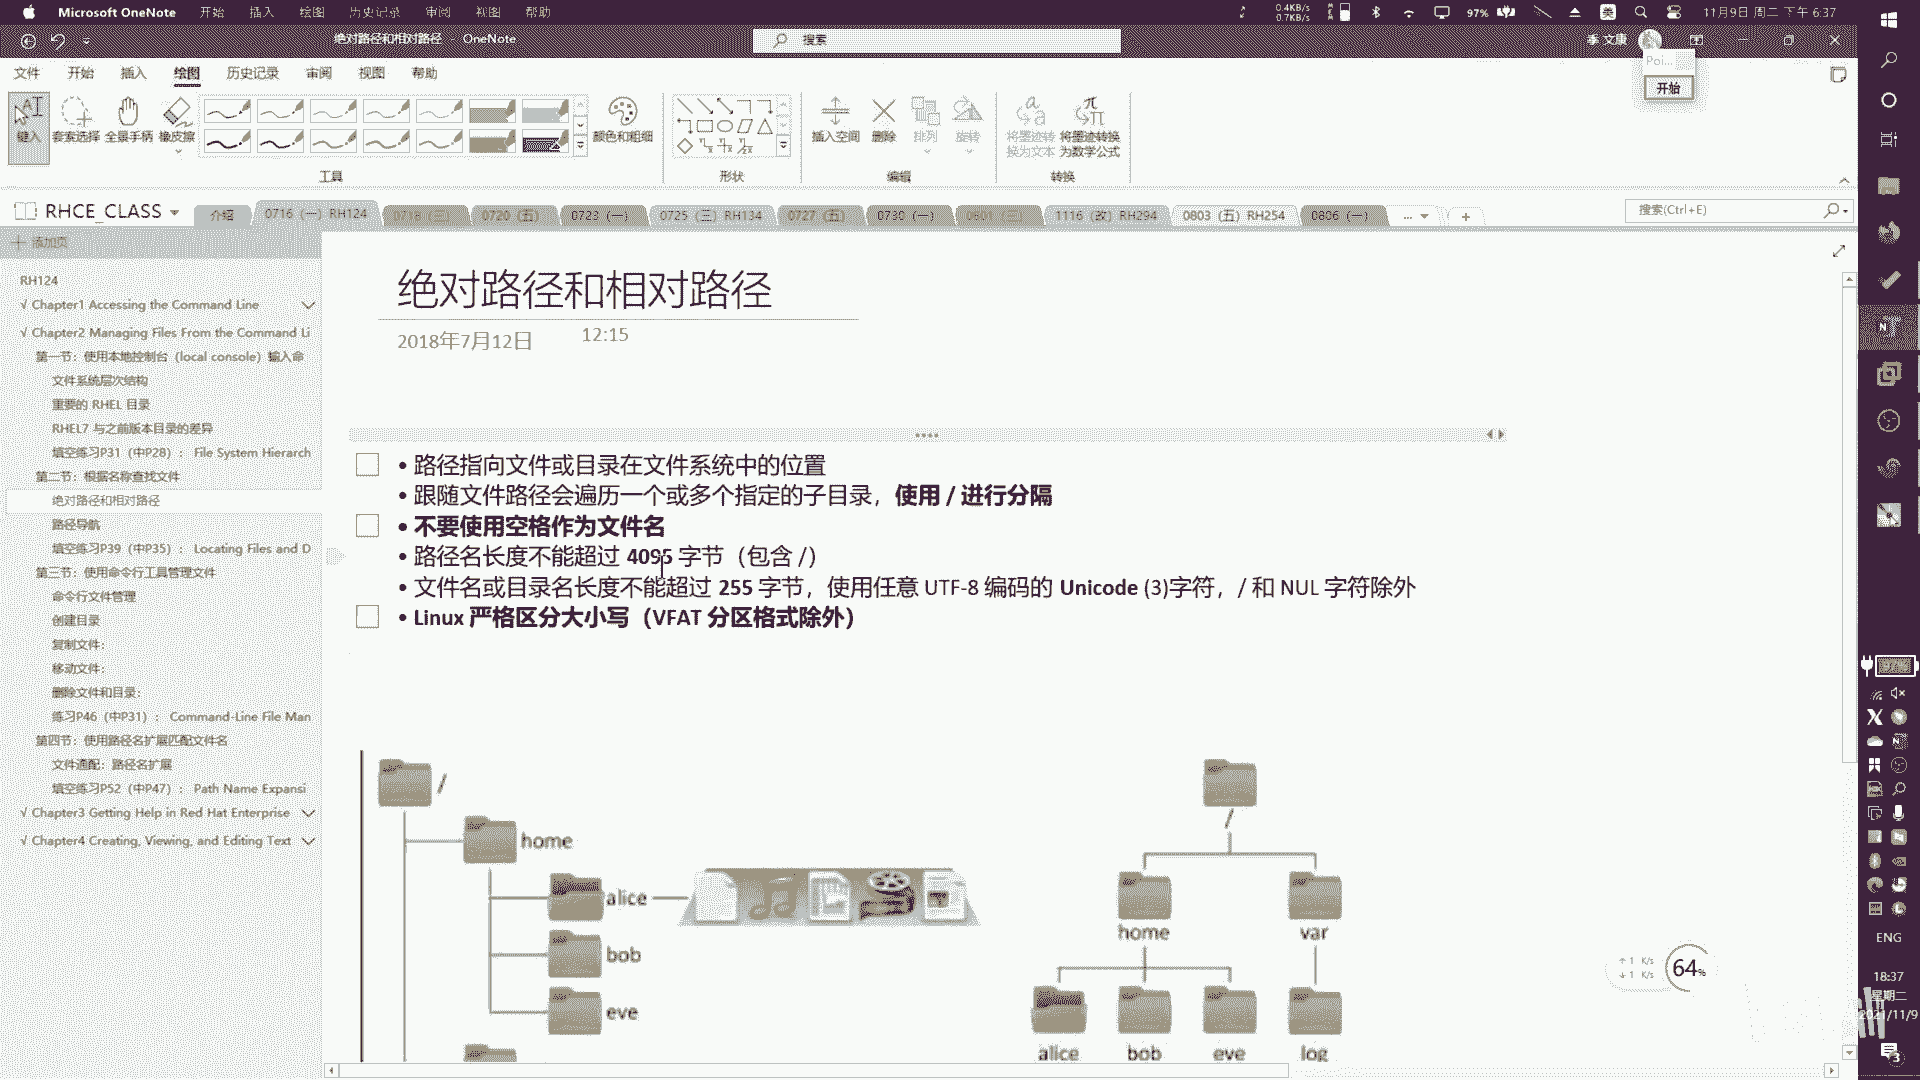 Microsoft OneNote 开始 插入 绘图 历史记录 审阅 视图 帮助
0.4KB/s
0.7KB/s
97%
美
11月9日 周二 下午 6:37
绝对路径和相对路径 - OneNote
搜索
季 文康
Poi...
开始
文件 开始 插入 绘图 历史记录 审阅 视图 帮助
键入 套索选择 全景手柄 橡皮擦
颜色和粗细
插入空间 删除 排列 旋转
将墨迹转换为文本
将墨迹转换为数学公式
工具 形状 编辑 转换
RHCE_CLASS
介绍 0716 (一) RH124 0718 (三) 0720 (五) 0723 (一) 0725 (三) RH134 0727 (五) 0730 (一) 0801 (三) 1116 (改) RH294 0803 (五) RH254 0806 (一) ... +
搜索(Ctrl+E)
添加页
RH124
√ Chapter1 Accessing the Command Line
√ Chapter2 Managing Files From the Command Li
第一节：使用本地控制台（local console）输入命
文件系统层次结构
重要的 RHEL 目录
RHEL7 与之前版本目录的差异
填空练习P31（中P28）： File System Hierarch
第二节：根据名称查找文件
绝对路径和相对路径
路径导航
填空练习P39（中P35）： Locating Files and D
第三节：使用命令行工具管理文件
命令行文件管理
创建目录
复制文件：
移动文件：
删除文件和目录：
练习P46（中P31）： Command-Line File Man
第四节：使用路径名扩展匹配文件名
文件通配：路径名扩展
填空练习P52（中P47）： Path Name Expansi
√ Chapter3 Getting Help in Red Hat Enterprise
√ Chapter4 Creating, Viewing, and Editing Text
绝对路径和相对路径
2018年7月12日 12:15
• 路径指向文件或目录在文件系统中的位置
• 跟随文件路径会遍历一个或多个指定的子目录，使用 / 进行分隔
• 不要使用空格作为文件名
• 路径名长度不能超过 4095 字节（包含 /）
• 文件名或目录名长度不能超过 255 字节，使用任意 UTF-8 编码的 Unicode (3)字符，/ 和 NUL 字符除外
• Linux 严格区分大小写（VFAT 分区格式除外）
/
home
alice
bob
eve
/
home var
alice bob eve log
↑ 1 K/s
↓ 1 K/s
64%
97%
ENG
18:37
星期二
2021/11/9
3